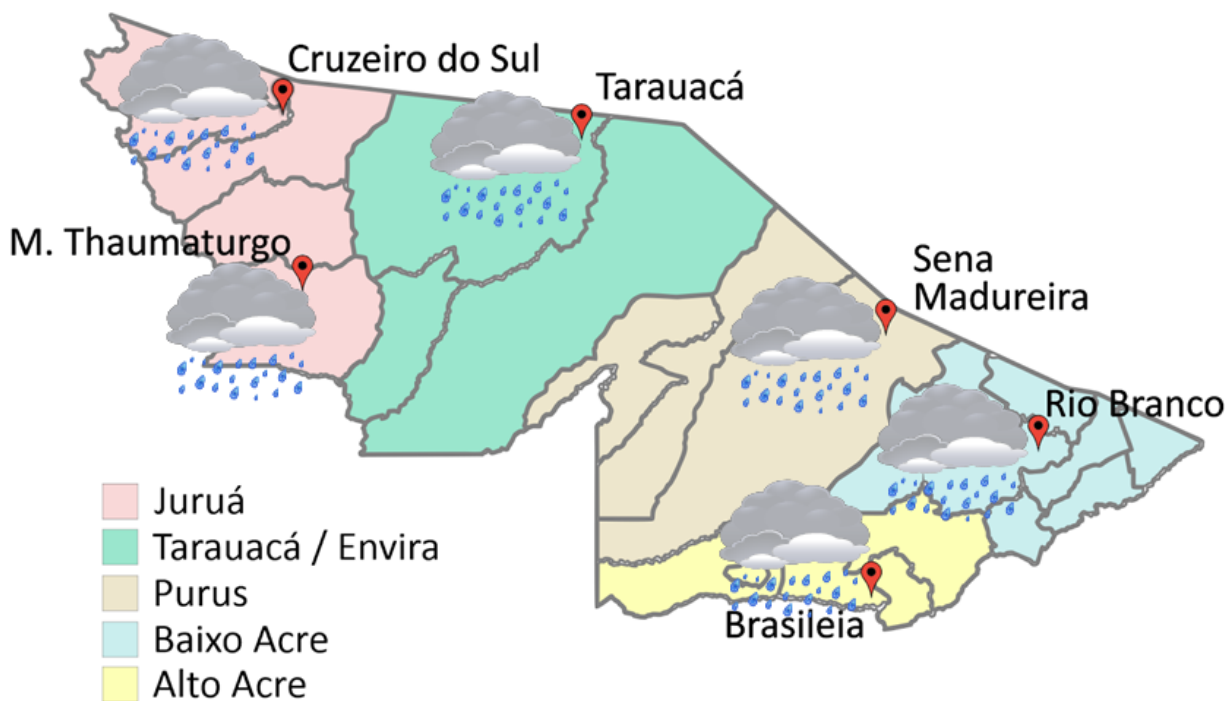 Cruzeiro do Sul
Tarauacá
M. Thaumaturgo
Sena
Madureira
Rio Branco
Brasileia
Juruá
Tarauacá / Envira
Purus
Baixo Acre
Alto Acre